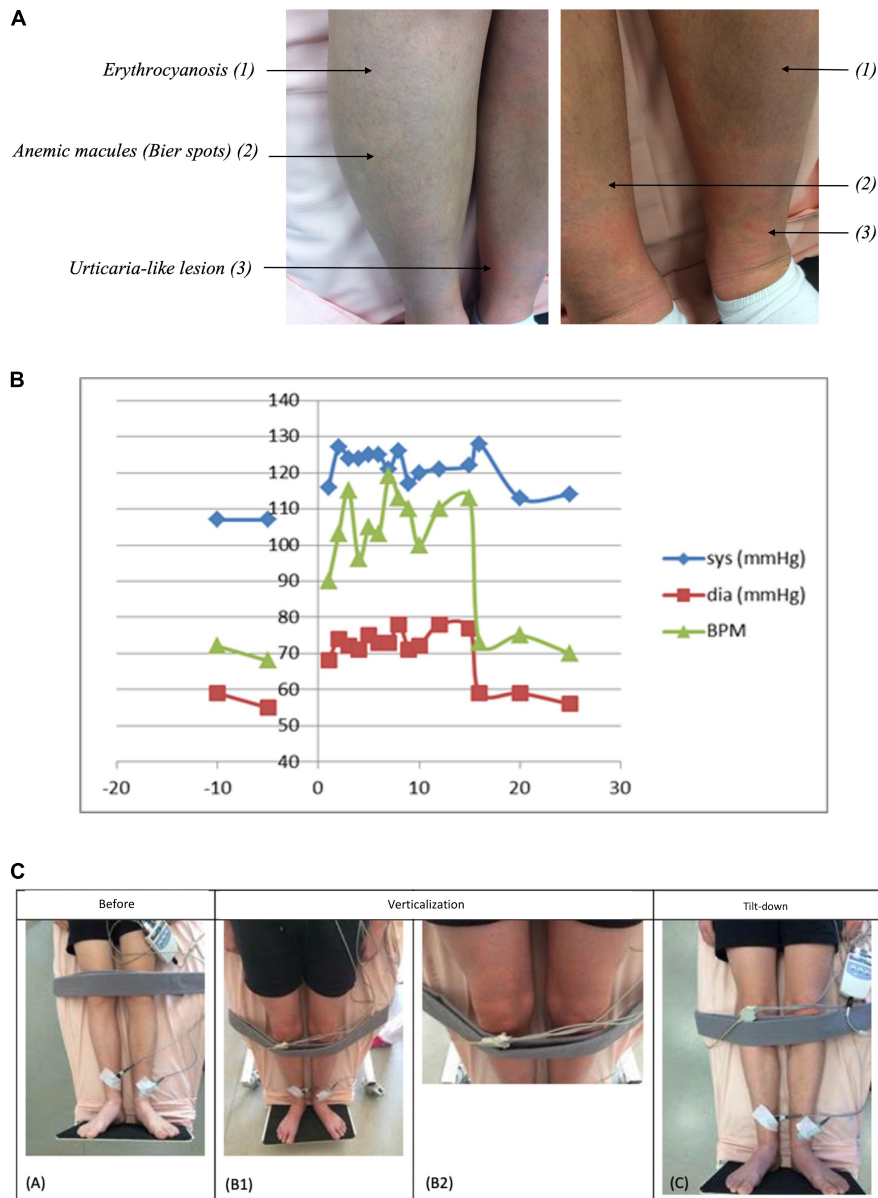 A
Erythrocyanosis (1)
(1)
Anemic macules (Bier spots) (2)
(2)
(3)
Urticaria-like lesion (3)
B
140
130
120
110
100
90
80
70
60
50
40
-20
-10
0
10
20
30
sys (mmHg)
dia (mmHg)
BPM
C
Before
Verticalization
Tilt-down
(A)
(B1)
(B2)
(C)